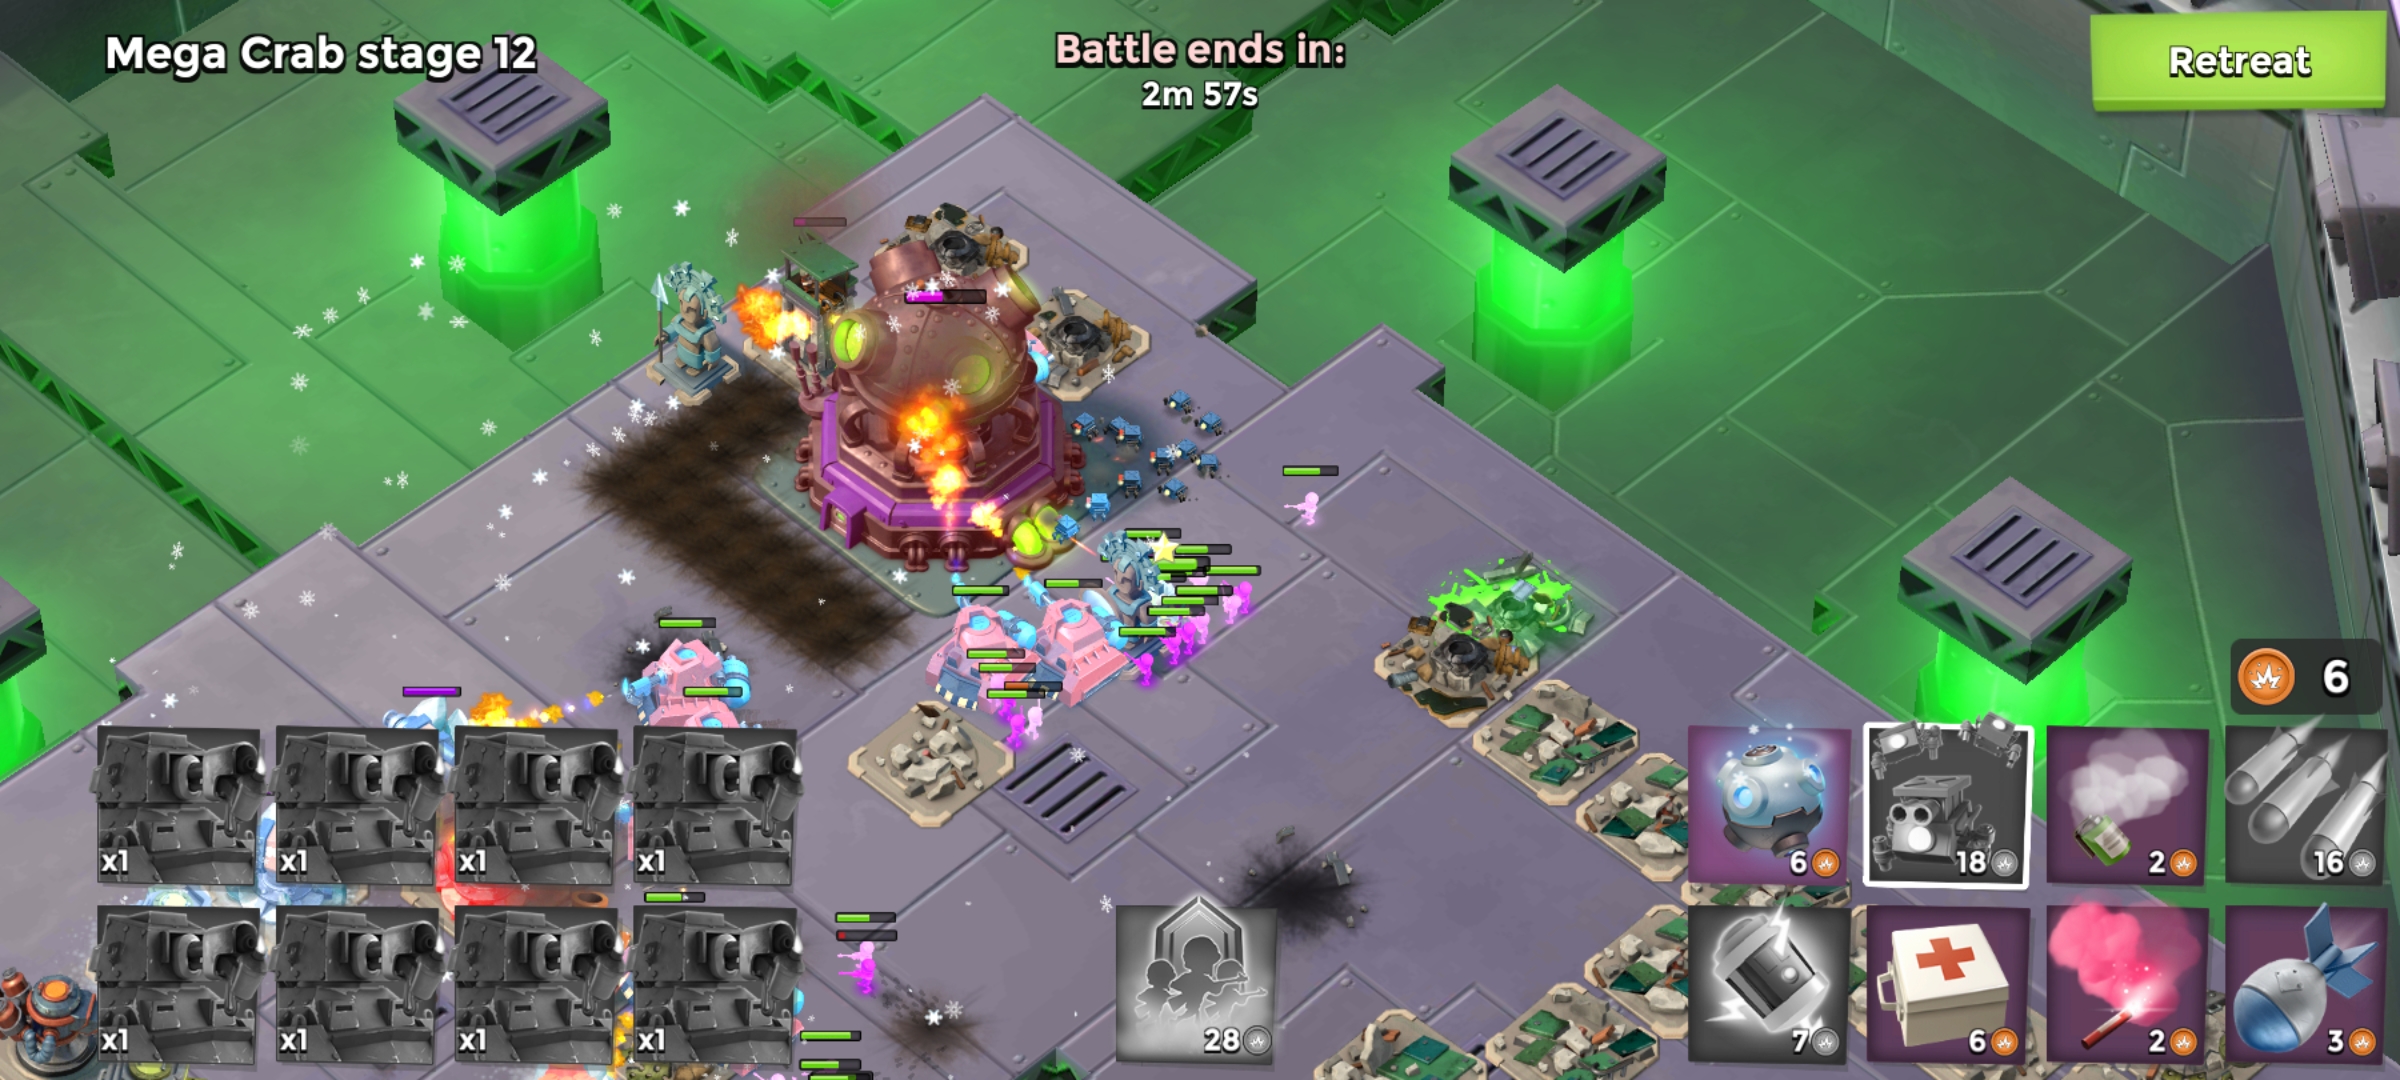 Mega Crab stage 12
Battle ends in:
2m 57s
Retreat
6
x1
x1
x1
x1
6
18
2
16
x1
x1
x1
x1
28
7
6
2
3